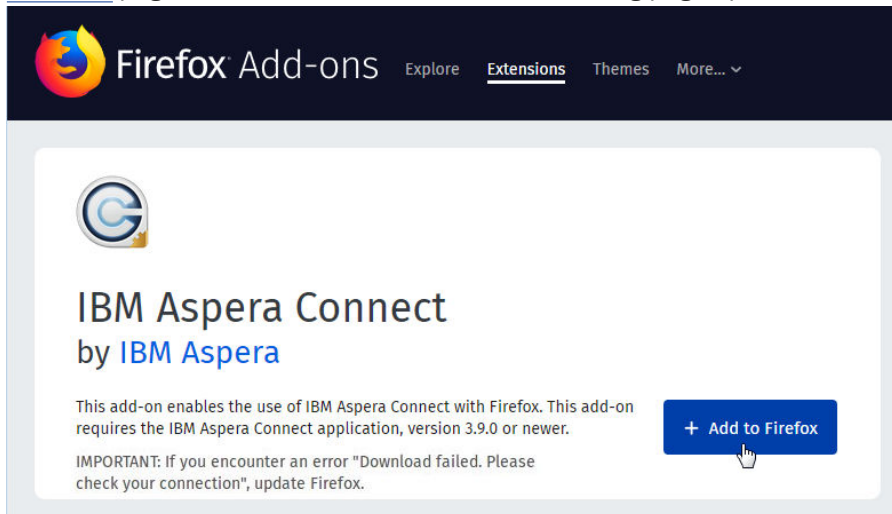 Firefox Add-ons Explore Extensions Themes More...
IBM Aspera Connect
by IBM Aspera
This add-on enables the use of IBM Aspera Connect with Firefox. This add-on
requires the IBM Aspera Connect application, version 3.9.0 or newer.
+ Add to Firefox
IMPORTANT: If you encounter an error "Download failed. Please
check your connection", update Firefox.